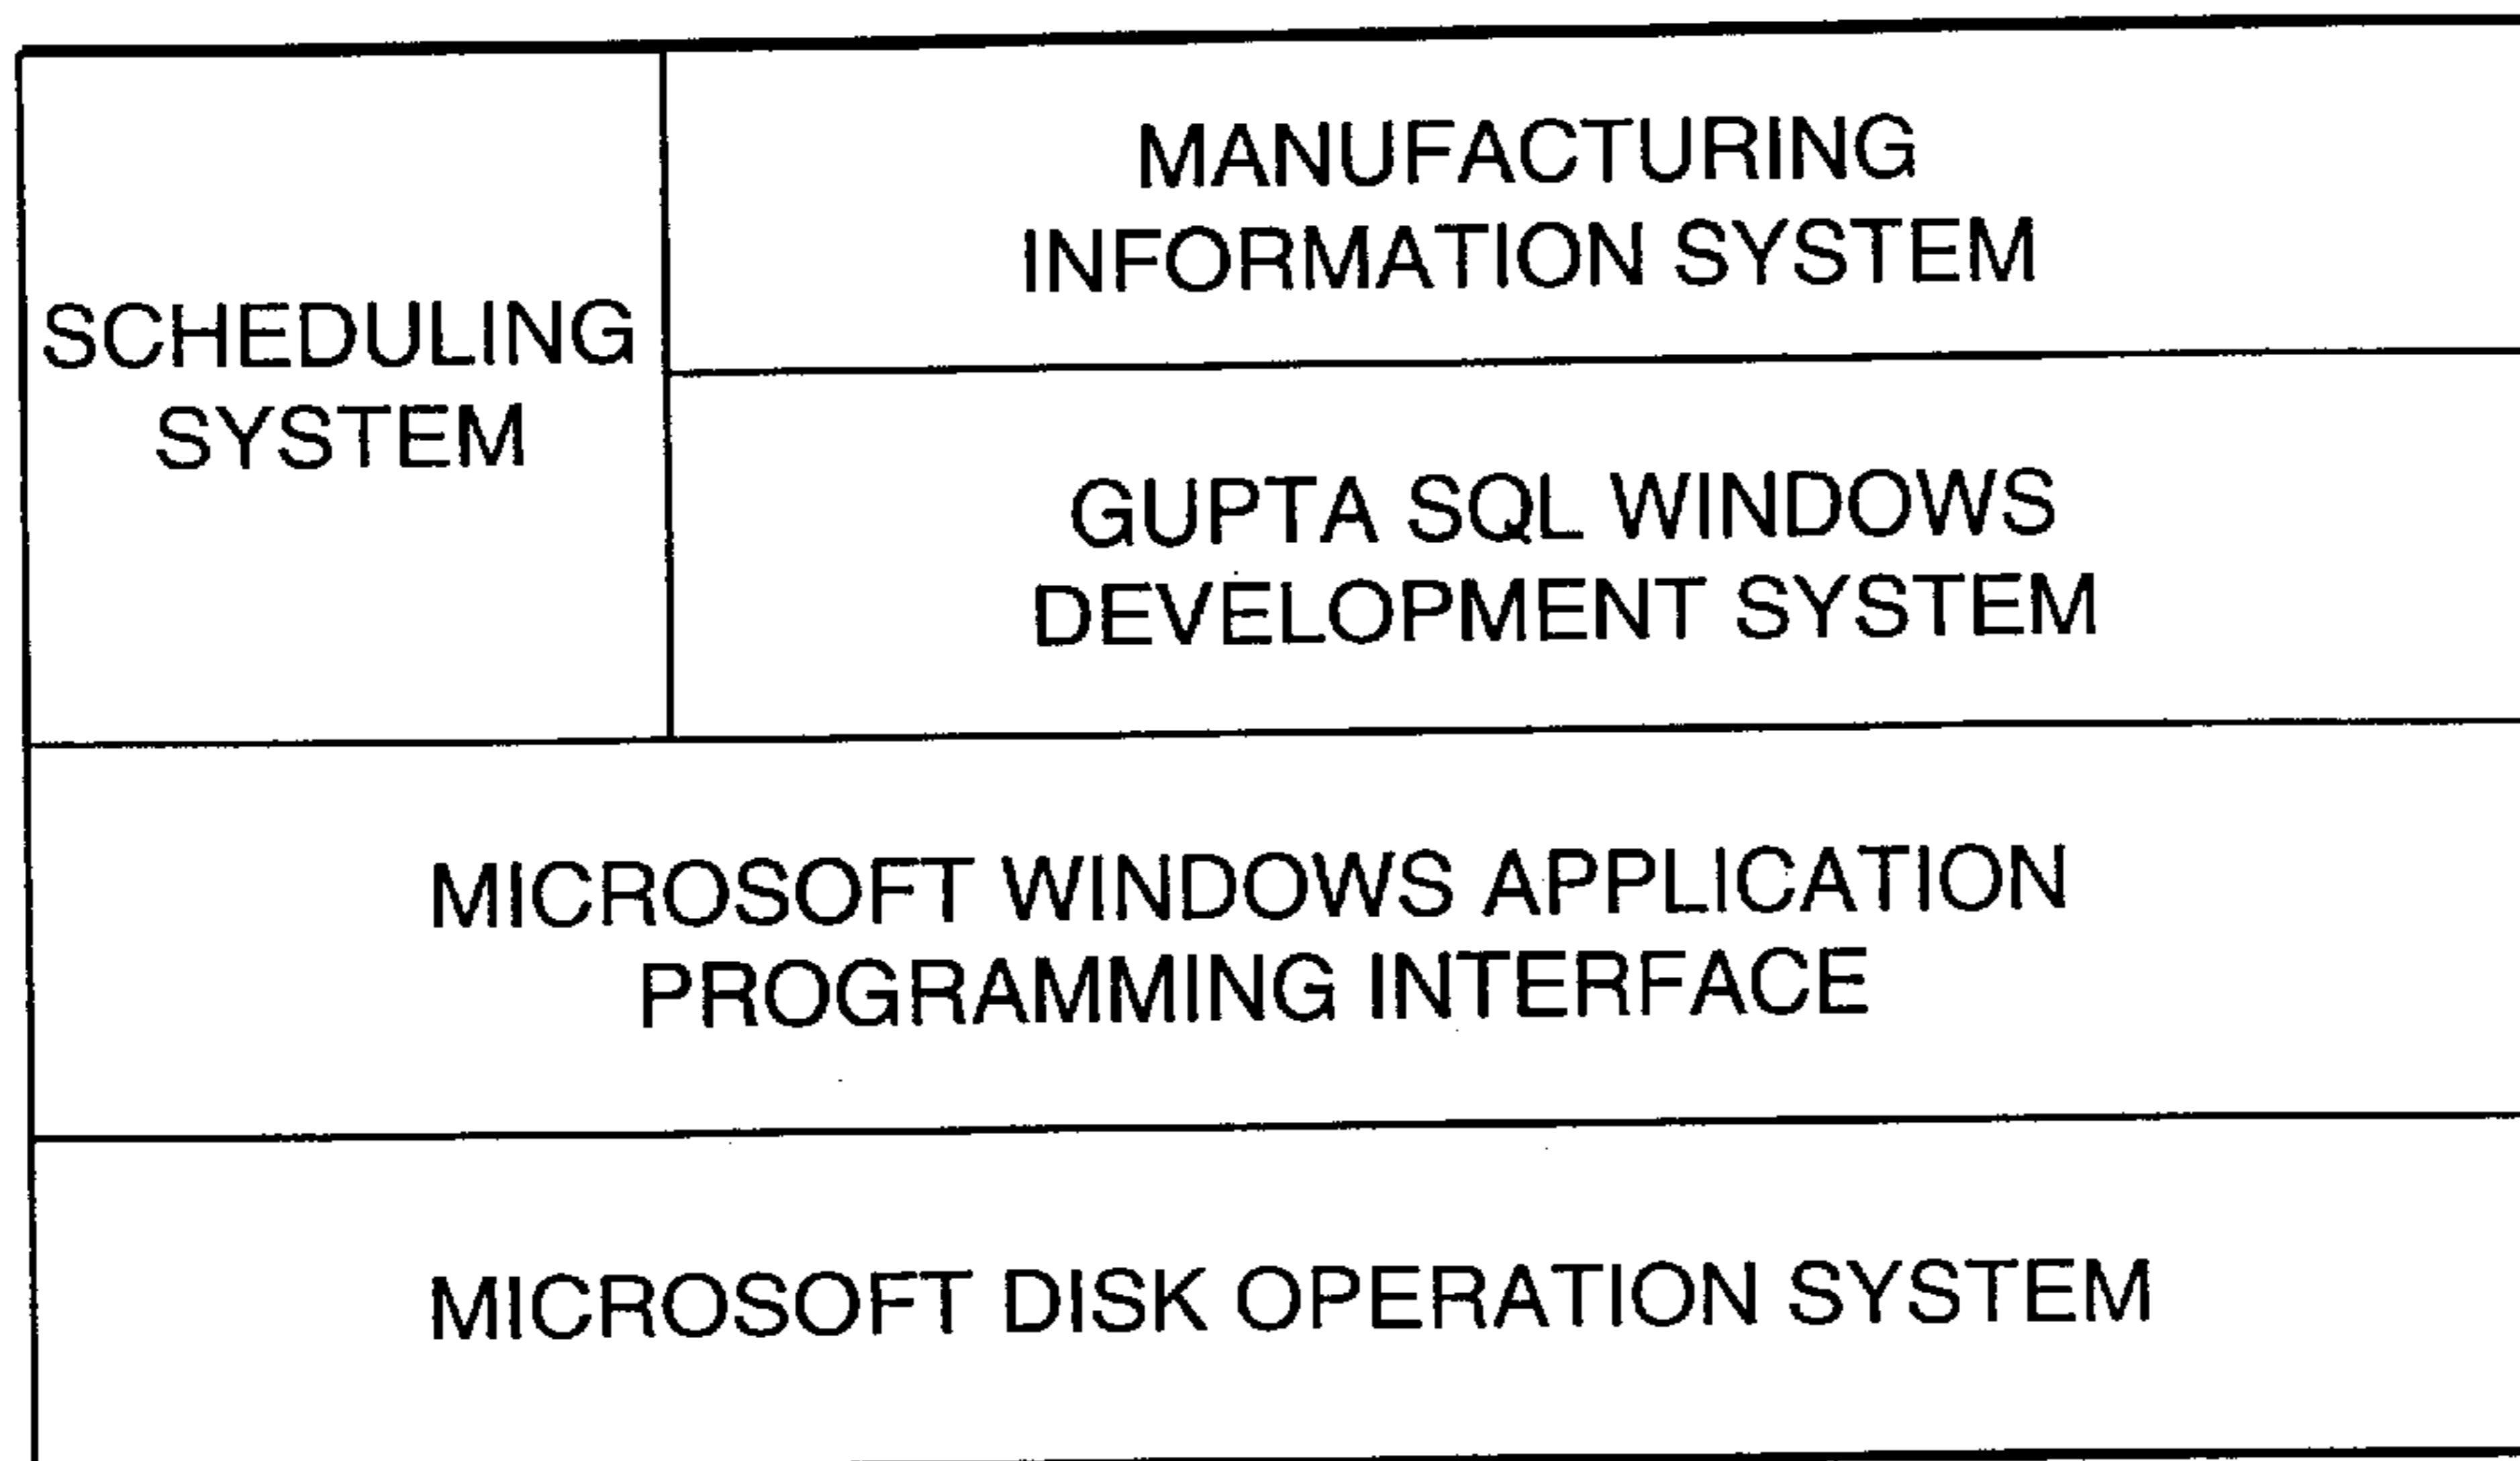 SCHEDULING
SYSTEM
MANUFACTURING
INFORMATION SYSTEM
GUPTA SQL WINDOWS
DEVELOPMENT SYSTEM
MICROSOFT WINDOWS APPLICATION
PROGRAMMING INTERFACE
MICROSOFT DISK OPERATION SYSTEM